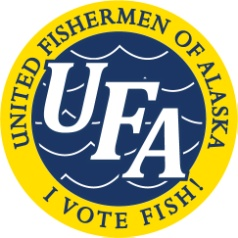 UNITED FISHERMEN OF ALASKA
UFA
I VOTE FISH!